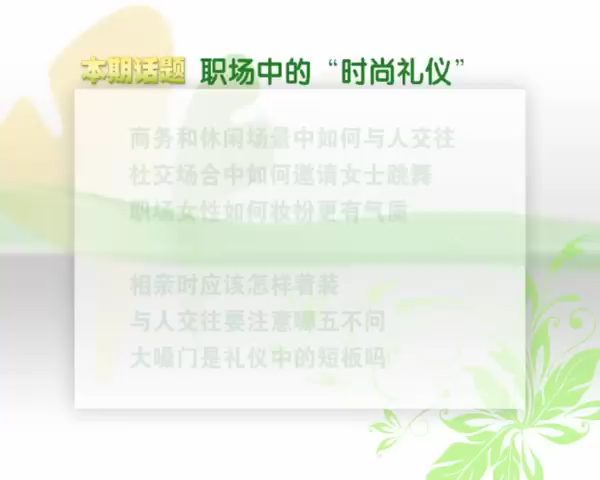 本期话题 职场中的“时尚礼仪”
商务和休闲场景中如何与人交往
社交场合中如何邀请女士跳舞
职场女性如何妆扮更有气质
相亲时应该怎样着装
与人交往要注意哪五不问
大嗓门是礼仪中的短板吗